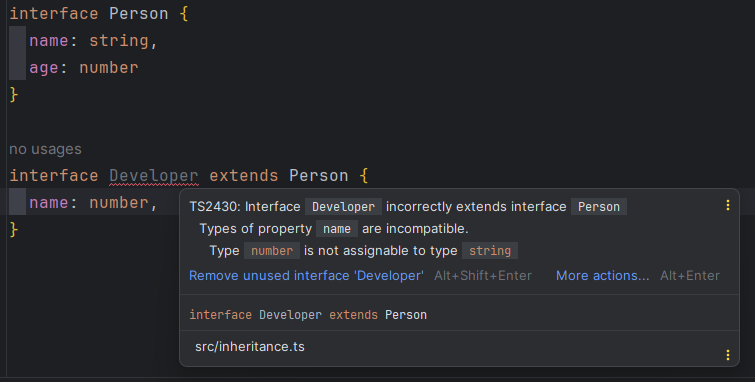 interface Person {
name: string,
age: number
}
no usages
interface Developer extends Person {
name: number,
}
TS2430: Interface Developer incorrectly extends interface Person
Types of property name are incompatible.
Type number is not assignable to type string
Remove unused interface 'Developer' Alt+Shift+Enter More actions... Alt+Enter
interface Developer extends Person
src/inheritance.ts